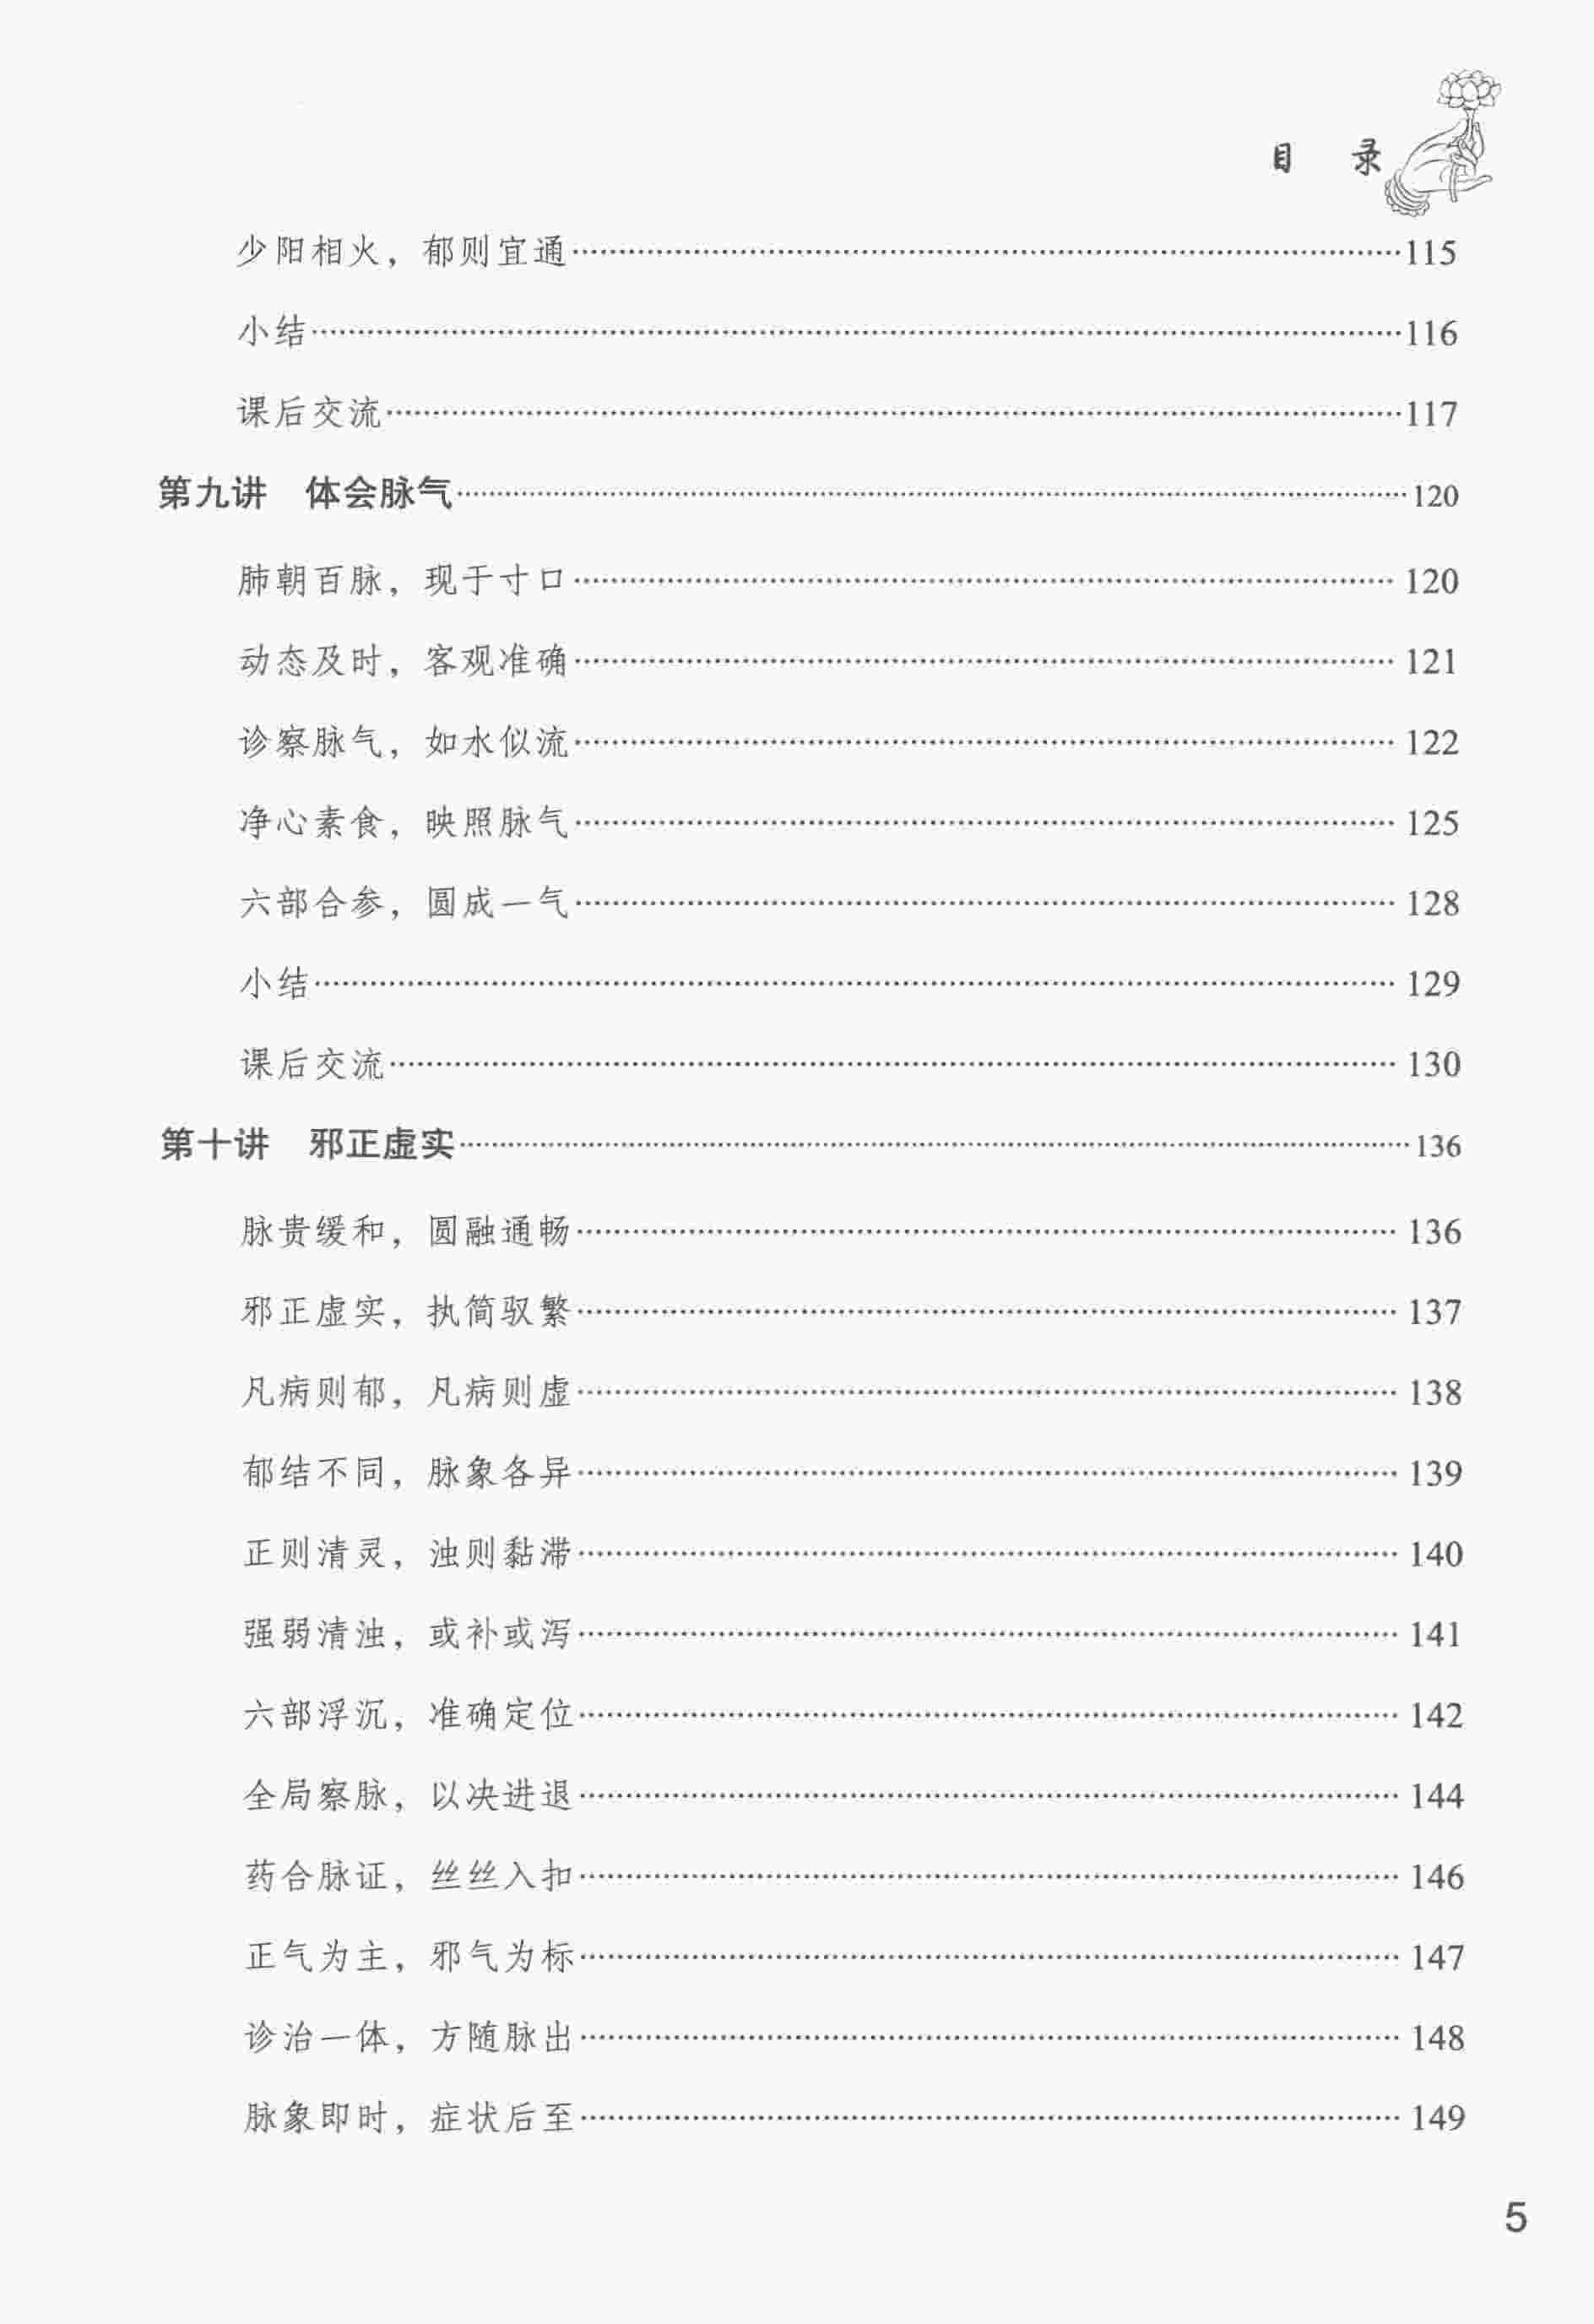 目 录
少阳相火，郁则宜通……115
小结……116
课后交流……117
第九讲 体会脉气……120
肺朝百脉，现于寸口……120
动态及时，客观准确……121
诊察脉气，如水似流……122
净心素食，映照脉气……125
六部合参，圆成一气……128
小结……129
课后交流……130
第十讲 邪正虚实……136
脉贵缓和，圆融通畅……136
邪正虚实，执简驭繁……137
凡病则郁，凡病则虚……138
郁结不同，脉象各异……139
正则清灵，浊则黏滞……140
强弱清浊，或补或泻……141
六部浮沉，准确定位……142
全局察脉，以决进退……144
药合脉证，丝丝入扣……146
正气为主，邪气为标……147
诊治一体，方随脉出……148
脉象即时，症状后至……149
5